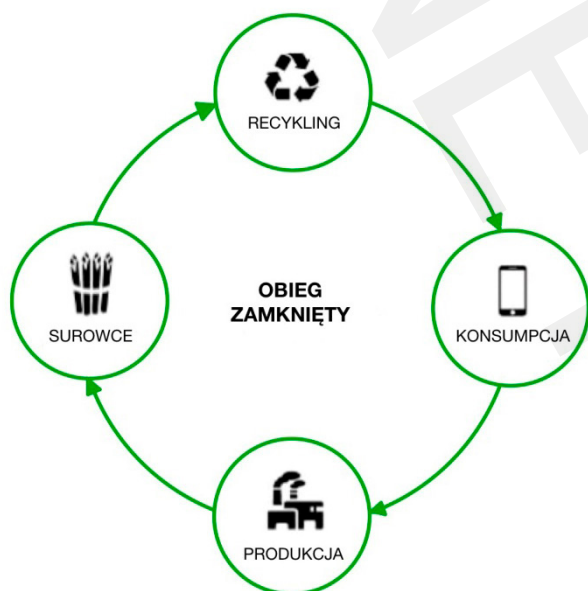 RECYKLING
SUROWCE
OBIEG
ZAMKNIĘTY
KONSUMPCJA
PRODUKCJA